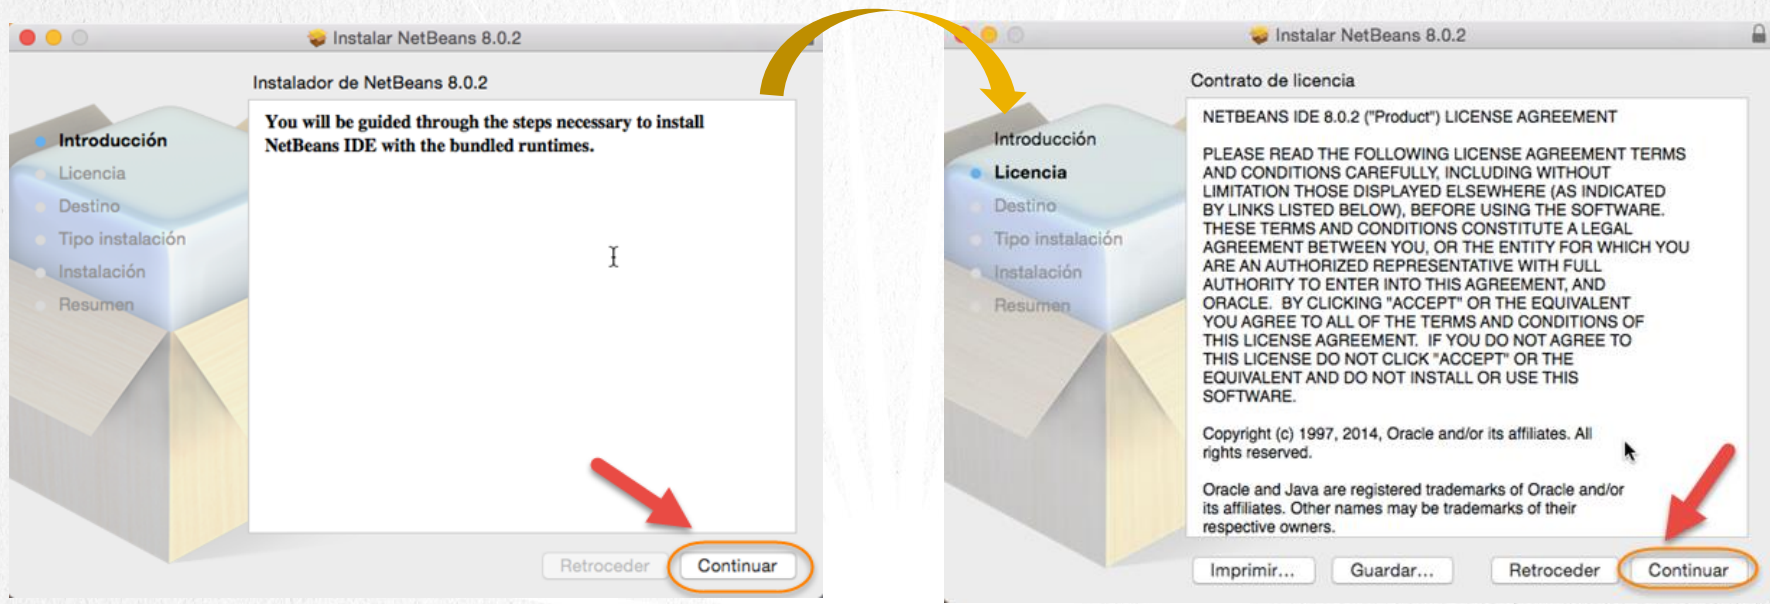 Instalar NetBeans 8.0.2
Instalador de NetBeans 8.0.2
Introducción
Licencia
Destino
Tipo instalación
Instalación
Resumen
You will be guided through the steps necessary to install
NetBeans IDE with the bundled runtimes.
Retroceder
Continuar
Instalar NetBeans 8.0.2
Contrato de licencia
Introducción
Licencia
Destino
Tipo instalación
Instalación
Resumen
NETBEANS IDE 8.0.2 ("Product") LICENSE AGREEMENT
PLEASE READ THE FOLLOWING LICENSE AGREEMENT TERMS
AND CONDITIONS CAREFULLY, INCLUDING WITHOUT
LIMITATION THOSE DISPLAYED ELSEWHERE (AS INDICATED
BY LINKS LISTED BELOW), BEFORE USING THE SOFTWARE.
THESE TERMS AND CONDITIONS CONSTITUTE A LEGAL
AGREEMENT BETWEEN YOU, OR THE ENTITY FOR WHICH YOU
ARE AN AUTHORIZED REPRESENTATIVE WITH FULL
AUTHORITY TO ENTER INTO THIS AGREEMENT, AND
ORACLE.  BY CLICKING "ACCEPT" OR THE EQUIVALENT
YOU AGREE TO ALL OF THE TERMS AND CONDITIONS OF
THIS LICENSE AGREEMENT.  IF YOU DO NOT AGREE TO
THIS LICENSE DO NOT CLICK "ACCEPT" OR THE
EQUIVALENT AND DO NOT INSTALL OR USE THIS
SOFTWARE.
Copyright (c) 1997, 2014, Oracle and/or its affiliates. All
rights reserved.
Oracle and Java are registered trademarks of Oracle and/or
its affiliates. Other names may be trademarks of their
respective owners.
Imprimir...
Guardar...
Retroceder
Continuar